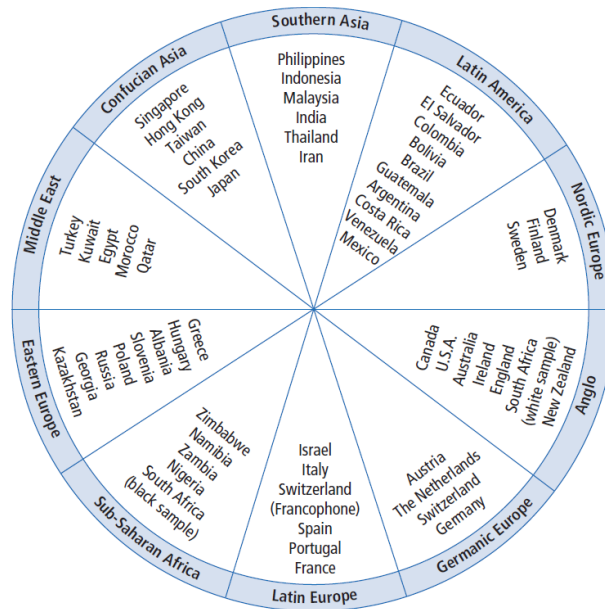 Southern Asia
Philippines
Indonesia
Malaysia
India
Thailand
Iran
Latin America
Ecuador
El Salvador
Colombia
Bolivia
Brazil
Guatemala
Argentina
Costa Rica
Venezuela
Mexico
Nordic Europe
Denmark
Finland
Sweden
Anglo
Canada
U.S.A.
Australia
Ireland
England
South Africa
(white sample)
New Zealand
Germanic Europe
Austria
The Netherlands
Switzerland
Germany
Latin Europe
Israel
Italy
Switzerland
(Francophone)
Spain
Portugal
France
Sub-Saharan Africa
Zimbabwe
Namibia
Zambia
Nigeria
South Africa
(black sample)
Eastern Europe
Greece
Hungary
Albania
Slovenia
Poland
Russia
Georgia
Kazakhstan
Middle East
Turkey
Kuwait
Egypt
Morocco
Qatar
Confucian Asia
Singapore
Hong Kong
Taiwan
China
South Korea
Japan